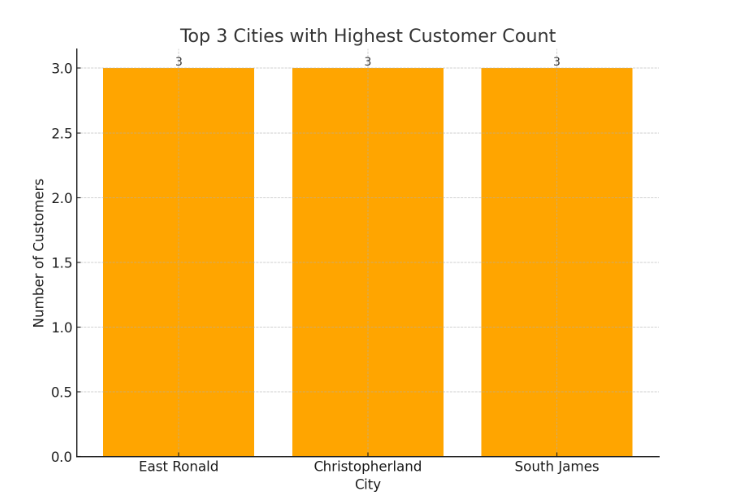 Top 3 Cities with Highest Customer Count
3 3 3
3.0
2.5
2.0
1.5
1.0
0.5
0.0
Number of Customers
East Ronald Christopherland South James
City